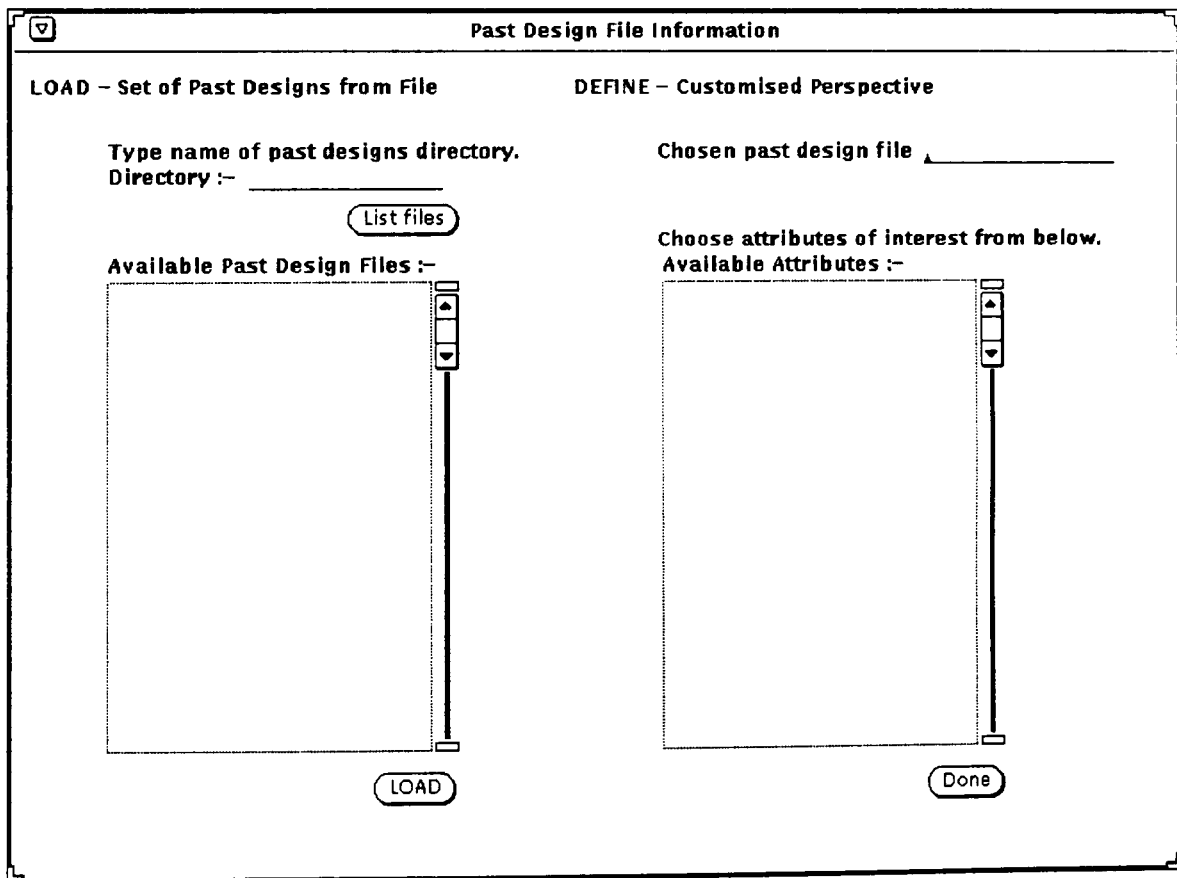 Past Design File Information
LOAD – Set of Past Designs from File
Type name of past designs directory.
Directory :–
List files
Available Past Design Files :–
LOAD
DEFINE – Customised Perspective
Chosen past design file
Choose attributes of interest from below.
Available Attributes :–
Done